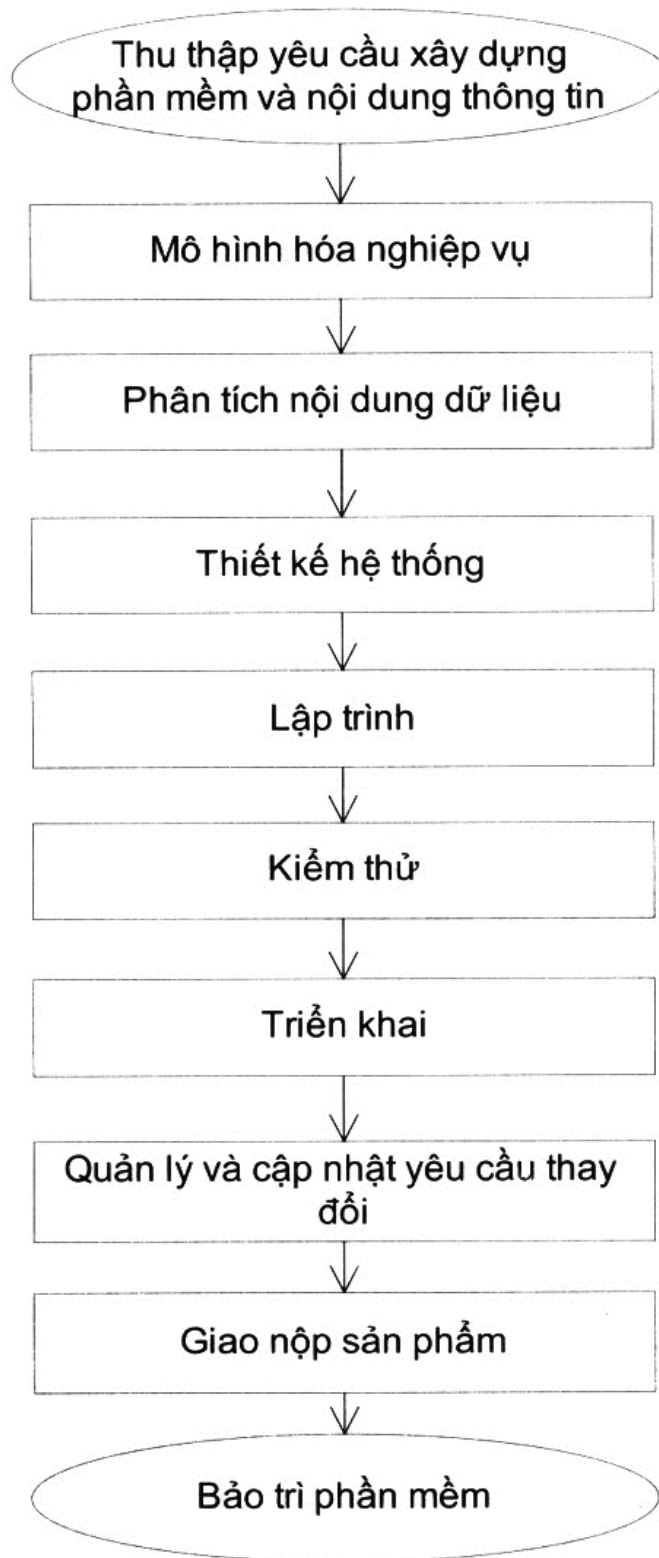 Thu thập yêu cầu xây dựng
phần mềm và nội dung thông tin
Mô hình hóa nghiệp vụ
Phân tích nội dung dữ liệu
Thiết kế hệ thống
Lập trình
Kiểm thử
Triển khai
Quản lý và cập nhật yêu cầu thay
đổi
Giao nộp sản phẩm
Bảo trì phần mềm